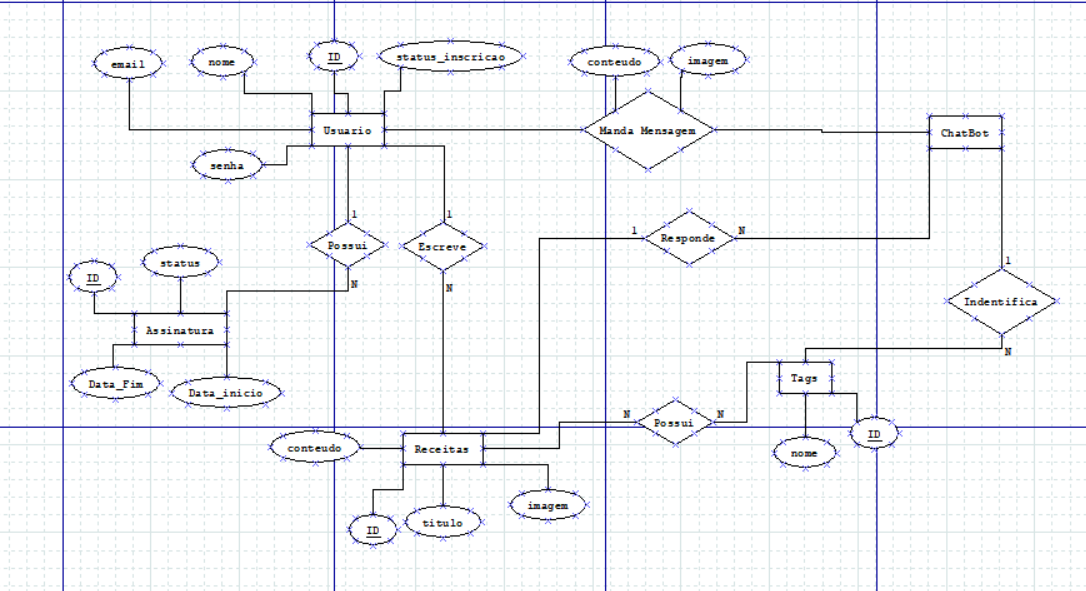 email
nome
ID
status_inscricao
conteudo
imagem
Usuario
Manda Mensagem
ChatBot
senha
1
1
Possui
Escreve
1
Responde
N
N
N
1
Indentifica
N
ID
status
Assinatura
Data_Fim
Data_inicio
Tags
N
Possui
N
nome
ID
conteudo
Receitas
ID
titulo
imagem